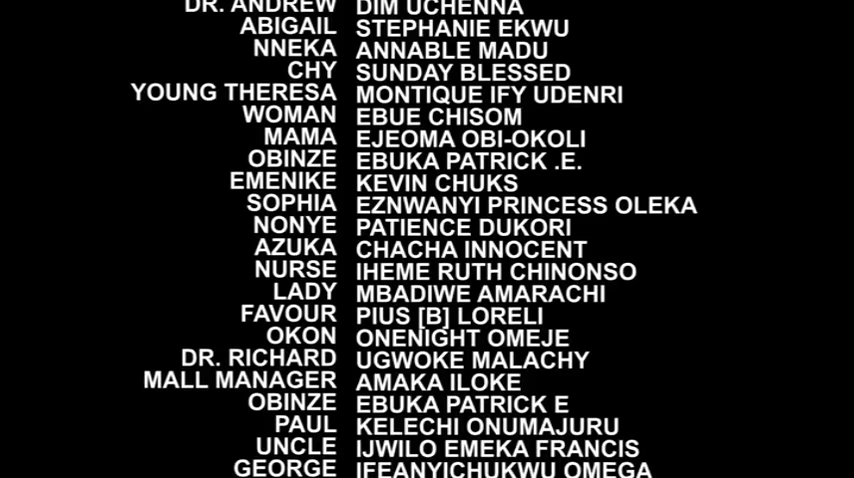 DR. ANDREW DIM UCHENNA
ABIGAIL STEPHANIE EKWU
NNEKA ANNABLE MADU
CHY SUNDAY BLESSED
YOUNG THERESA MONTIQUE IFY UDENRI
WOMAN EBUE CHISOM
MAMA EJEOMA OBI-OKOLI
OBINZE EBUKA PATRICK .E.
EMENIKE KEVIN CHUKS
SOPHIA EZNWANYI PRINCESS OLEKA
NONYE PATIENCE DUKORI
AZUKA CHACHA INNOCENT
NURSE IHEME RUTH CHINONSO
LADY MBADIWE AMARACHI
FAVOUR PIUS [B] LORELI
OKON ONENIGHT OMEJE
DR. RICHARD UGWOKE MALACHY
MALL MANAGER AMAKA ILOKE
OBINZE EBUKA PATRICK E
PAUL KELECHI ONUMAJURU
UNCLE IJWILO EMEKA FRANCIS
GEORGE IFEANYICHUKWU OMEGA